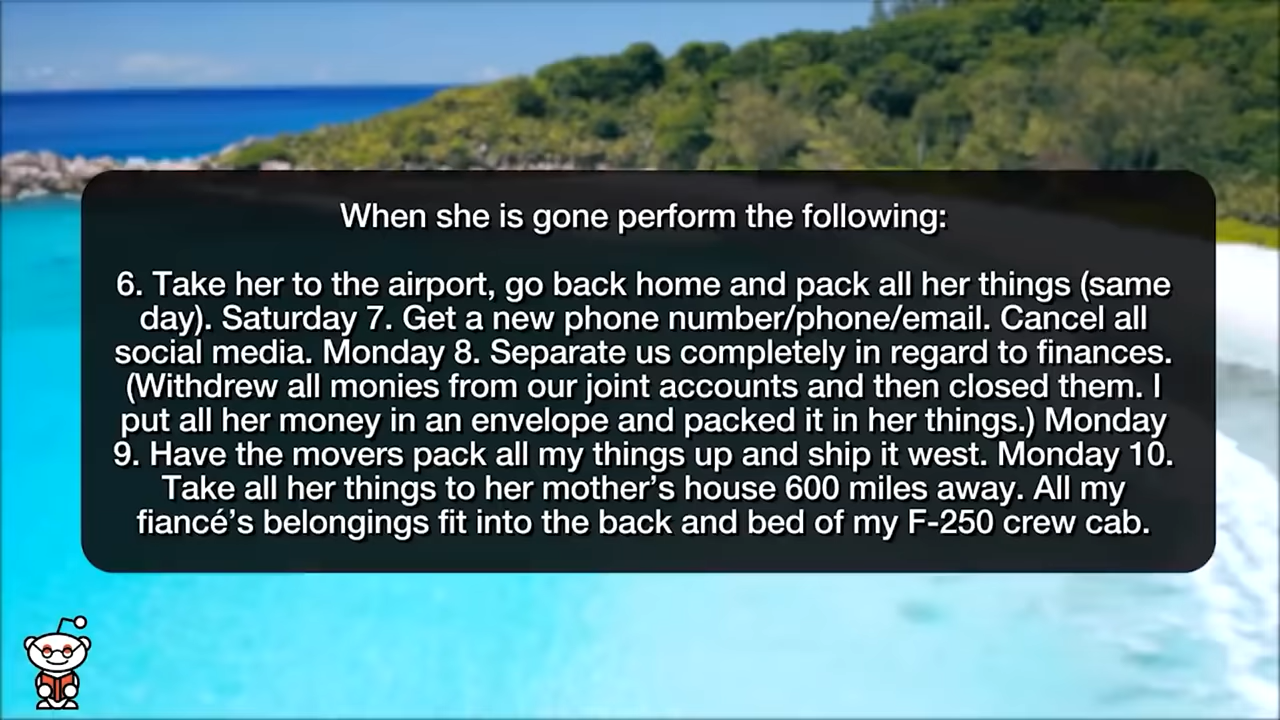 When she is gone perform the following:
6. Take her to the airport, go back home and pack all her things (same
day). Saturday 7. Get a new phone number/phone/email. Cancel all
social media. Monday 8. Separate us completely in regard to finances.
(Withdrew all monies from our joint accounts and then closed them. I
put all her money in an envelope and packed it in her things.) Monday
9. Have the movers pack all my things up and ship it west. Monday 10.
Take all her things to her mother’s house 600 miles away. All my
fiancé’s belongings fit into the back and bed of my F-250 crew cab.